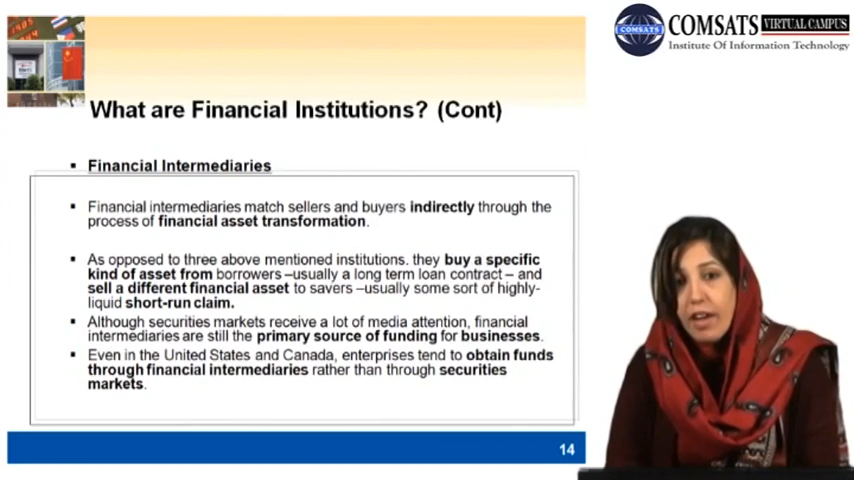 COMSATS VIRTUAL CAMPUS
COMSATS
Institute Of Information Technology
What are Financial Institutions? (Cont)
▪ Financial Intermediaries
▪ Financial intermediaries match sellers and buyers indirectly through the
process of financial asset transformation.
▪ As opposed to three above mentioned institutions, they buy a specific
kind of asset from borrowers –usually a long term loan contract – and
sell a different financial asset to savers –usually some sort of highly-
liquid short-run claim.
▪ Although securities markets receive a lot of media attention, financial
intermediaries are still the primary source of funding for businesses.
▪ Even in the United States and Canada, enterprises tend to obtain funds
through financial intermediaries rather than through securities
markets.
14